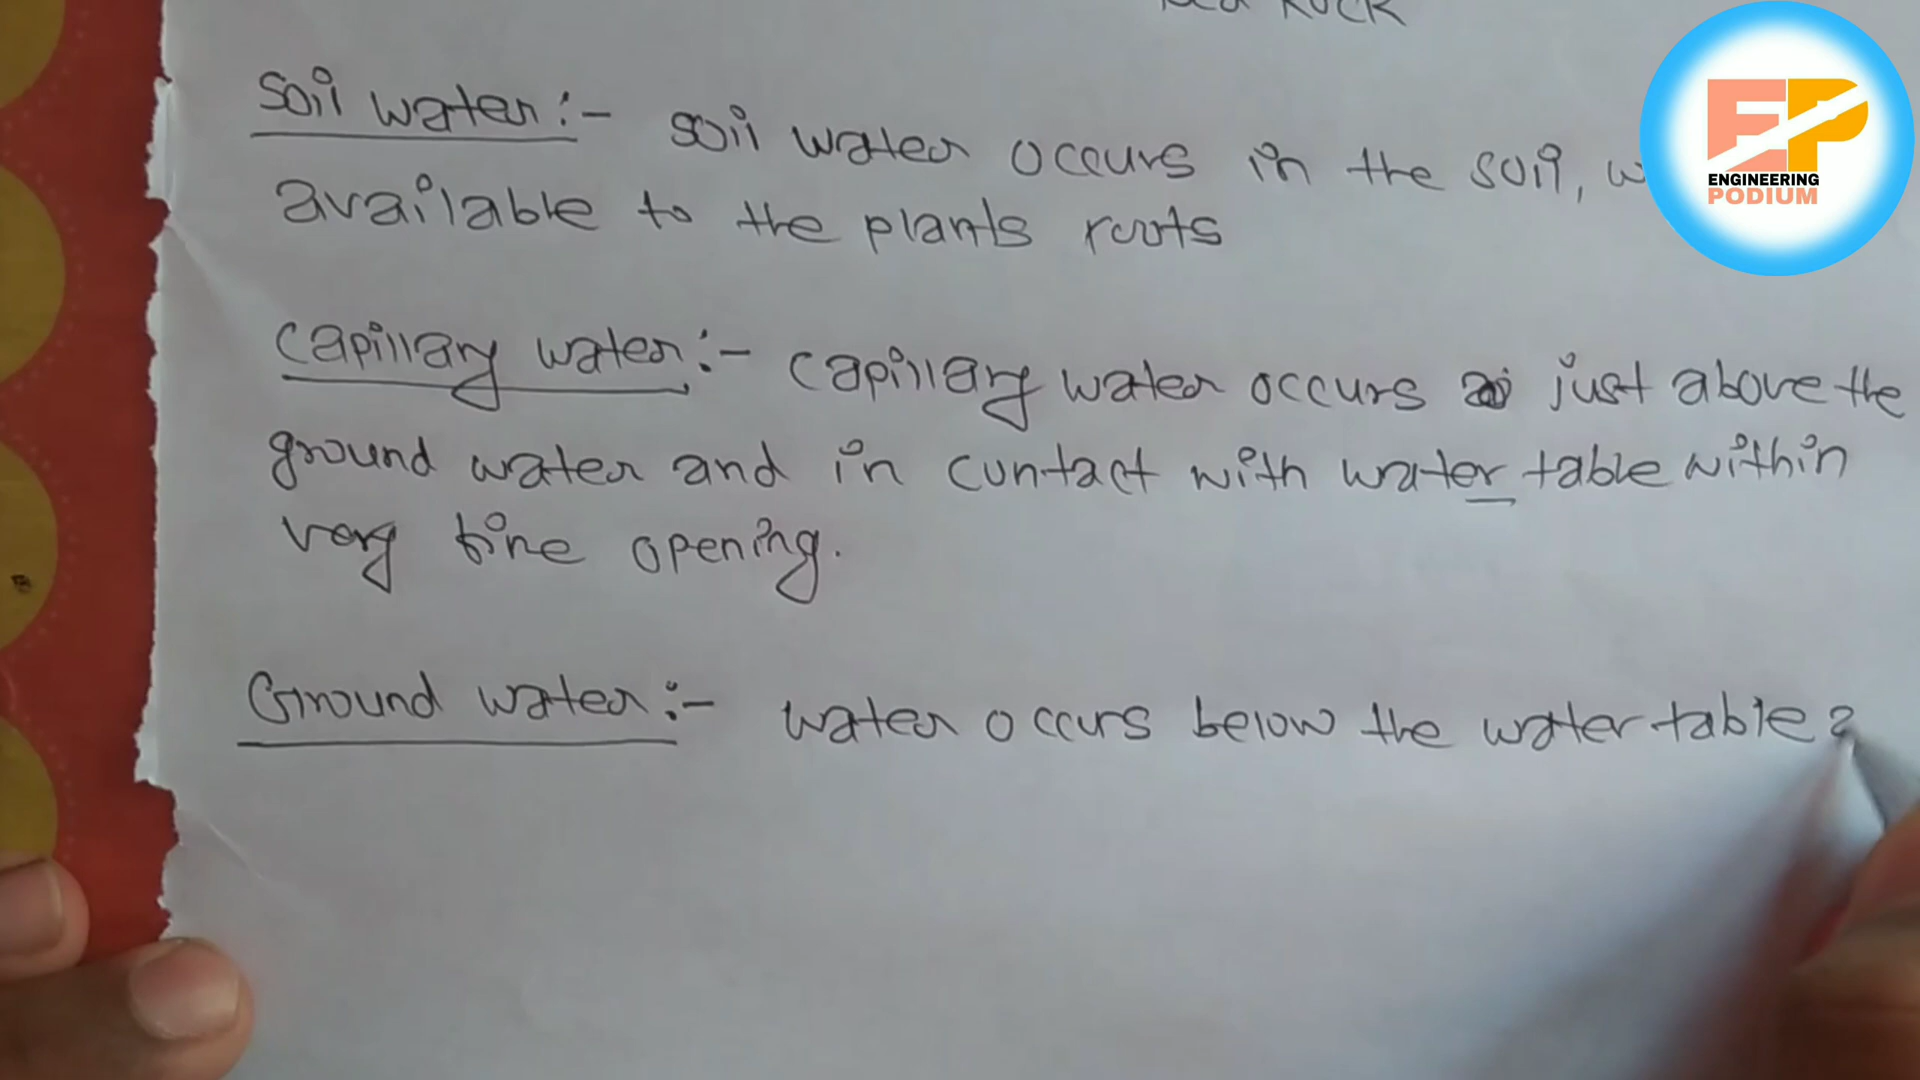 Rock
Soil water:- soil water occurs in the soil,
available to the plants roots
Capillary water:- capillary water occurs just above the
ground water and in contact with water table within
very fine opening.
Ground water:- water occurs below the water table
EP
ENGINEERING
PODIUM